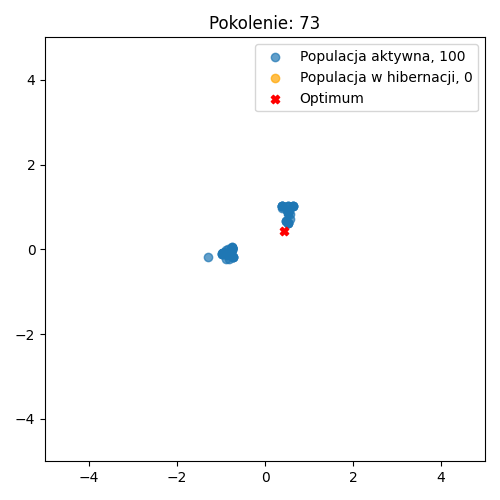 Pokolenie: 73
Populacja aktywna, 100
Populacja w hibernacji, 0
Optimum
4
2
0
−2
−4
−4 −2 0 2 4